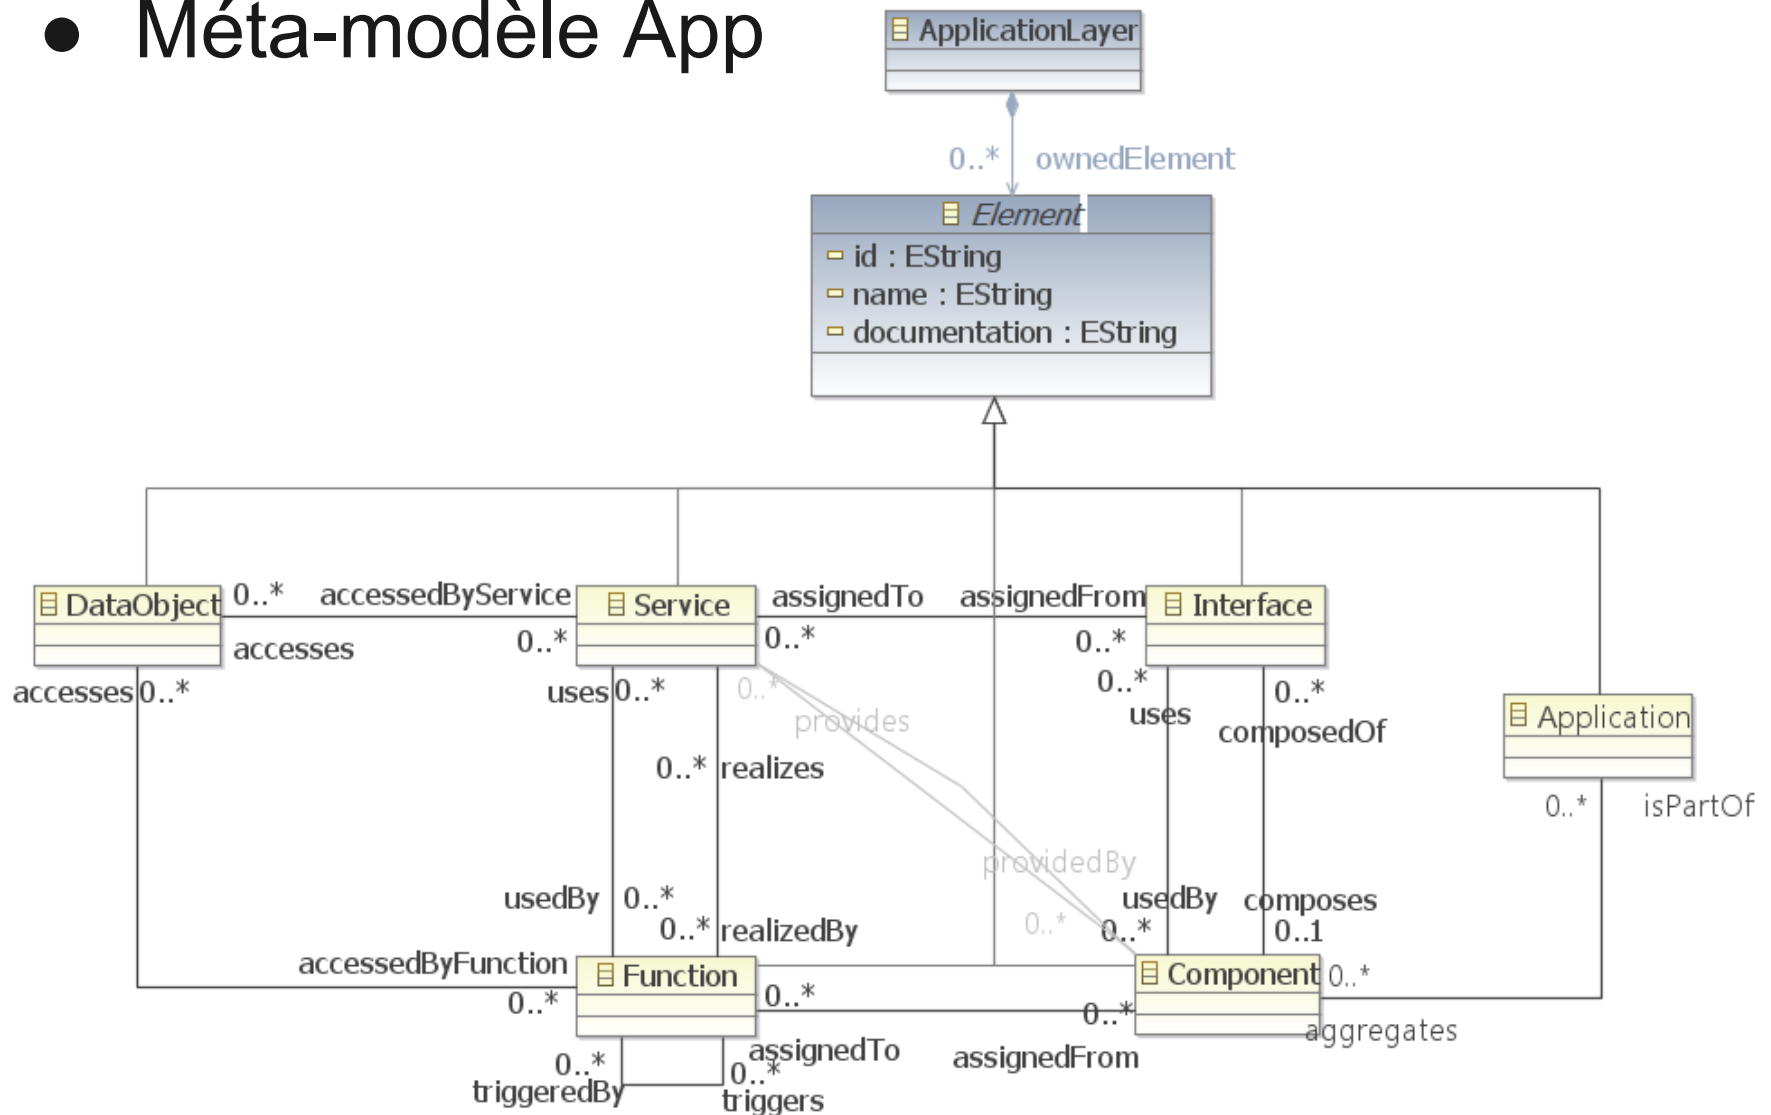 ● Méta-modèle App
ApplicationLayer
0..* ownedElement
Element
id : EString
name : EString
documentation : EString
DataObject
0..* accessedByService
Service
assignedTo assignedFrom
Interface
accesses
0..*
0..*
0..*
accesses 0..*
uses 0..*
0..*
provides
0..*
uses
0..*
composedOf
Application
0..* realizes
0..* isPartOf
providedBy
usedBy 0..*
0..* realizedBy
0..*
usedBy
0..*
composes
0..1
accessedByFunction
0..*
Function
0..*
0..*
Component
0..*
aggregates
assignedTo assignedFrom
0..*
triggeredBy
0..*
triggers